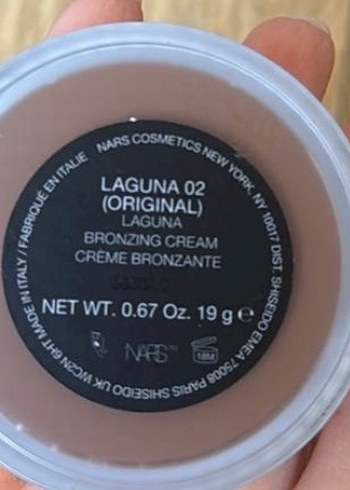 LAGUNA 02
(ORIGINAL)
LAGUNA
BRONZING CREAM
CRÈME BRONZANTE
NET WT. 0.67 Oz. 19 g e
NARS
18M
NARS COSMETICS NEW YORK, NY 10017 DIST. SHISEIDO EMEA 75008 PARIS SHISEIDO UK WC2N 6HT MADE IN ITALY / FABRIQUÉ EN ITALIE